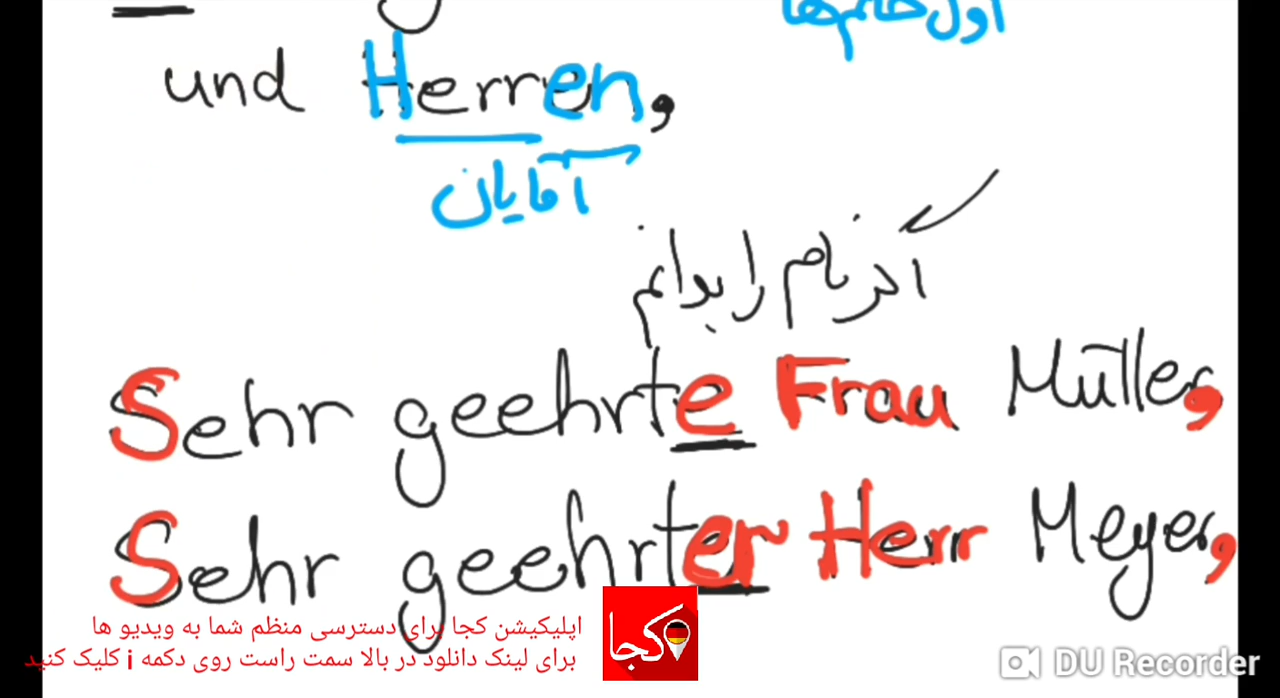 اول خانم‌ها
und Herren,
آقایان
اگر نام را بدانم
Sehr geehrte Frau Müller,
Sehr geehrter Herr Meyer,
اپلیکیشن کجا برای دسترسی منظم شما به ویدیو ها
برای لینک دانلود در بالا سمت راست روی دکمه i کلیک کنید
کجا
DU Recorder